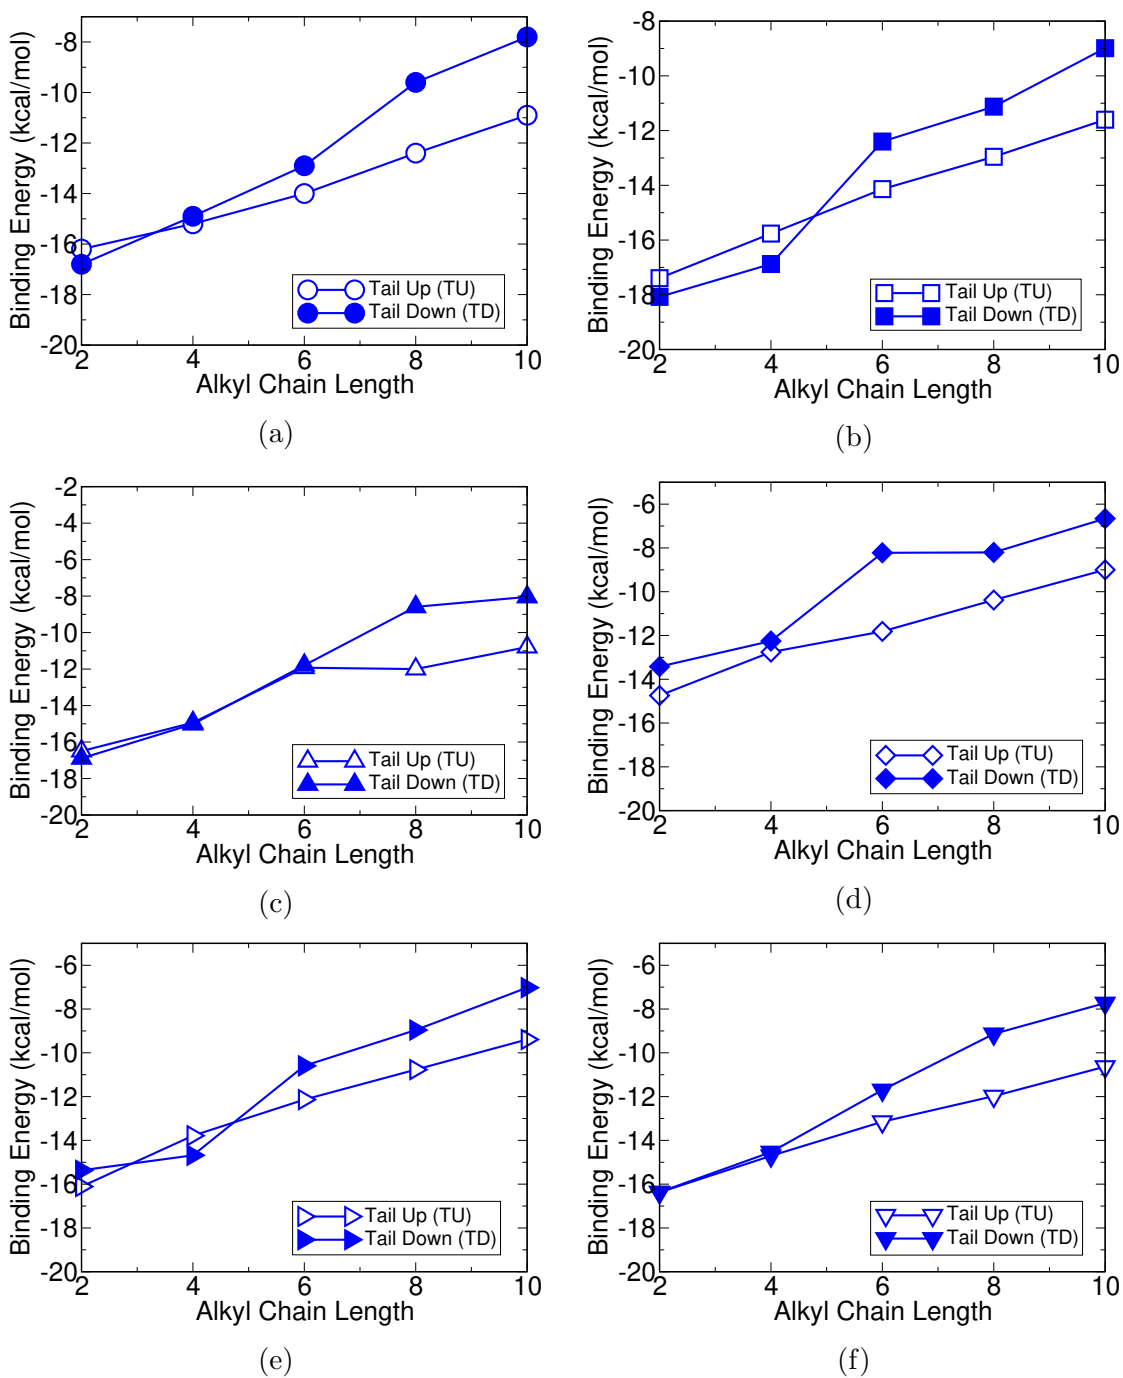 -8
-10
-12
-14
-16
-18
-20
2
4
6
8
10
Binding Energy (kcal/mol)
Alkyl Chain Length
Tail Up (TU)
Tail Down (TD)
(a)
-8
-10
-12
-14
-16
-18
-20
2
4
6
8
10
Binding Energy (kcal/mol)
Alkyl Chain Length
Tail Up (TU)
Tail Down (TD)
(b)
-2
-4
-6
-8
-10
-12
-14
-16
-18
-20
2
4
6
8
10
Binding Energy (kcal/mol)
Alkyl Chain Length
Tail Up (TU)
Tail Down (TD)
(c)
-6
-8
-10
-12
-14
-16
-18
-20
2
4
6
8
10
Binding Energy (kcal/mol)
Alkyl Chain Length
Tail Up (TU)
Tail Down (TD)
(d)
-6
-8
-10
-12
-14
-16
-18
-20
2
4
6
8
10
Binding Energy (kcal/mol)
Alkyl Chain Length
Tail Up (TU)
Tail Down (TD)
(e)
-6
-8
-10
-12
-14
-16
-18
-20
2
4
6
8
10
Binding Energy (kcal/mol)
Alkyl Chain Length
Tail Up (TU)
Tail Down (TD)
(f)